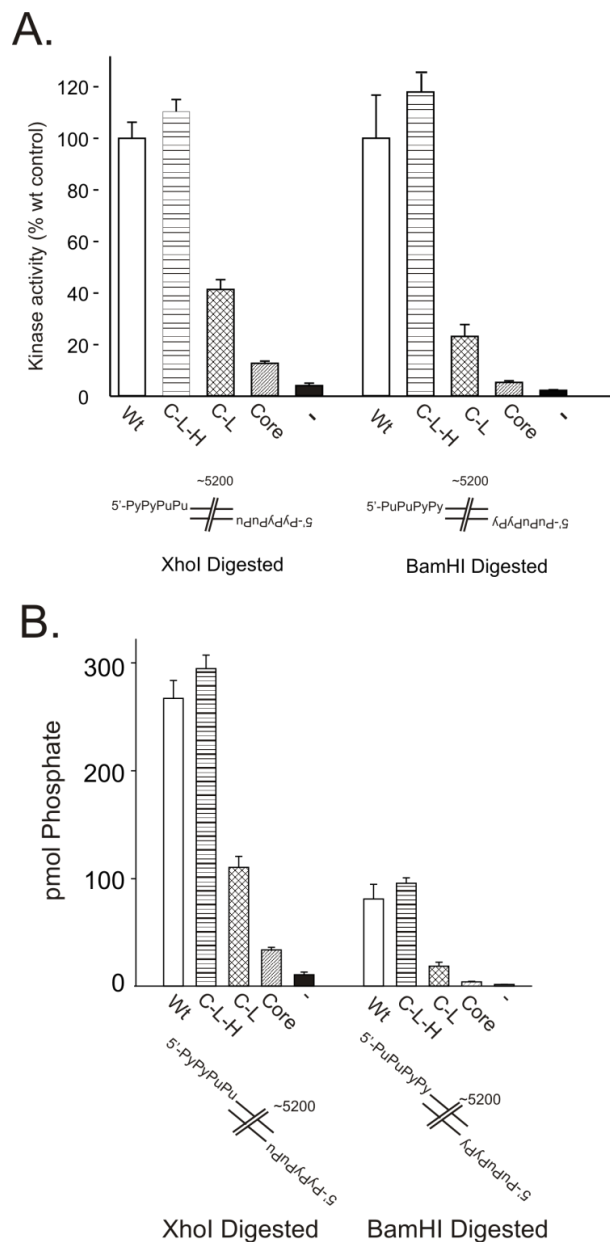 A.
Kinase activity (% wt control)
120
100
80
60
40
20
0
Wt
C-L-H
C-L
Core
-
Wt
C-L-H
C-L
Core
-
~5200
5'-PyPyPuPu
5'-PyPyPuPu
XhoI Digested
~5200
5'-PuPuPyPy
5'-PuPuPyPy
BamHI Digested
B.
pmol Phosphate
300
200
100
0
Wt
C-L-H
C-L
Core
-
Wt
C-L-H
C-L
Core
-
5'-PyPyPuPu
~5200
5'-PyPyPuPu
XhoI Digested
5'-PuPuPyPy
~5200
5'-PuPuPyPy
BamHI Digested